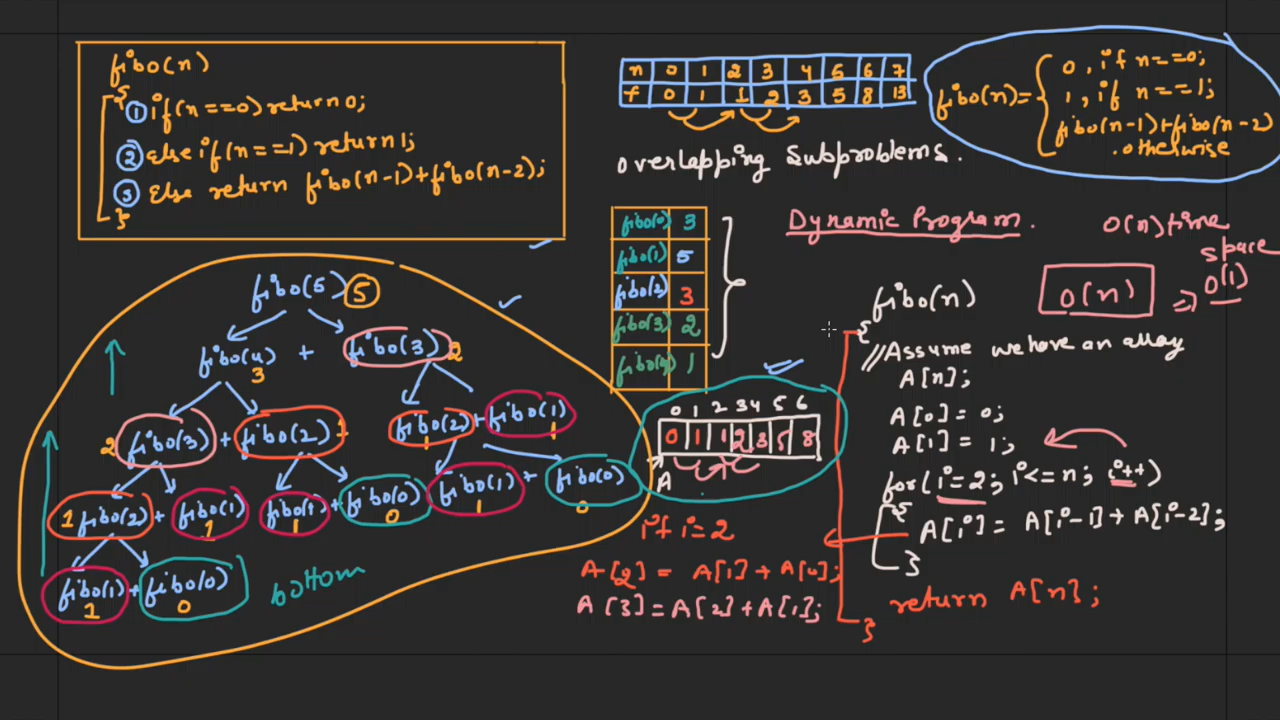 fibo(n)
{
① if(n==0) return 0;
② Else if(n==1) return 1;
③ Else return fibo(n-1)+fibo(n-2);
}
n 0 1 2 3 4 5 6 7
f 0 1 1 2 3 5 8 13
fibo(n)= { 0, if n==0;
1, if n==1;
fibo(n-1)+fibo(n-2)
.otherwise
overlapping Subproblems.
fibo(0) 3
fibo(1) 5
fibo(2) 3
fibo(3) 2
fibo(4) 1
Dynamic Program.
O(n) time
space
O(n) => O(1)
fibo(5) 5
fibo(4) + fibo(3) 2
3
2 fibo(3) + fibo(2) 1 fibo(2) + fibo(1)
1 1
1 fibo(2) + fibo(1) fibo(1) + fibo(0) fibo(1) + fibo(0)
1 1 0 1 0
fibo(1) + fibo(0)
1 0
bottom
0 1 2 3 4 5 6
0 1 1 2 3 5 8
A
if i=2
A[2] = A[1] + A[0];
A[3] = A[2] + A[1];
fibo(n)
{
//Assume we have an array
A[n];
A[0] = 0;
A[1] = 1;
for(i=2; i<=n; i++)
{
A[i] = A[i-1] + A[i-2];
}
return A[n];
}